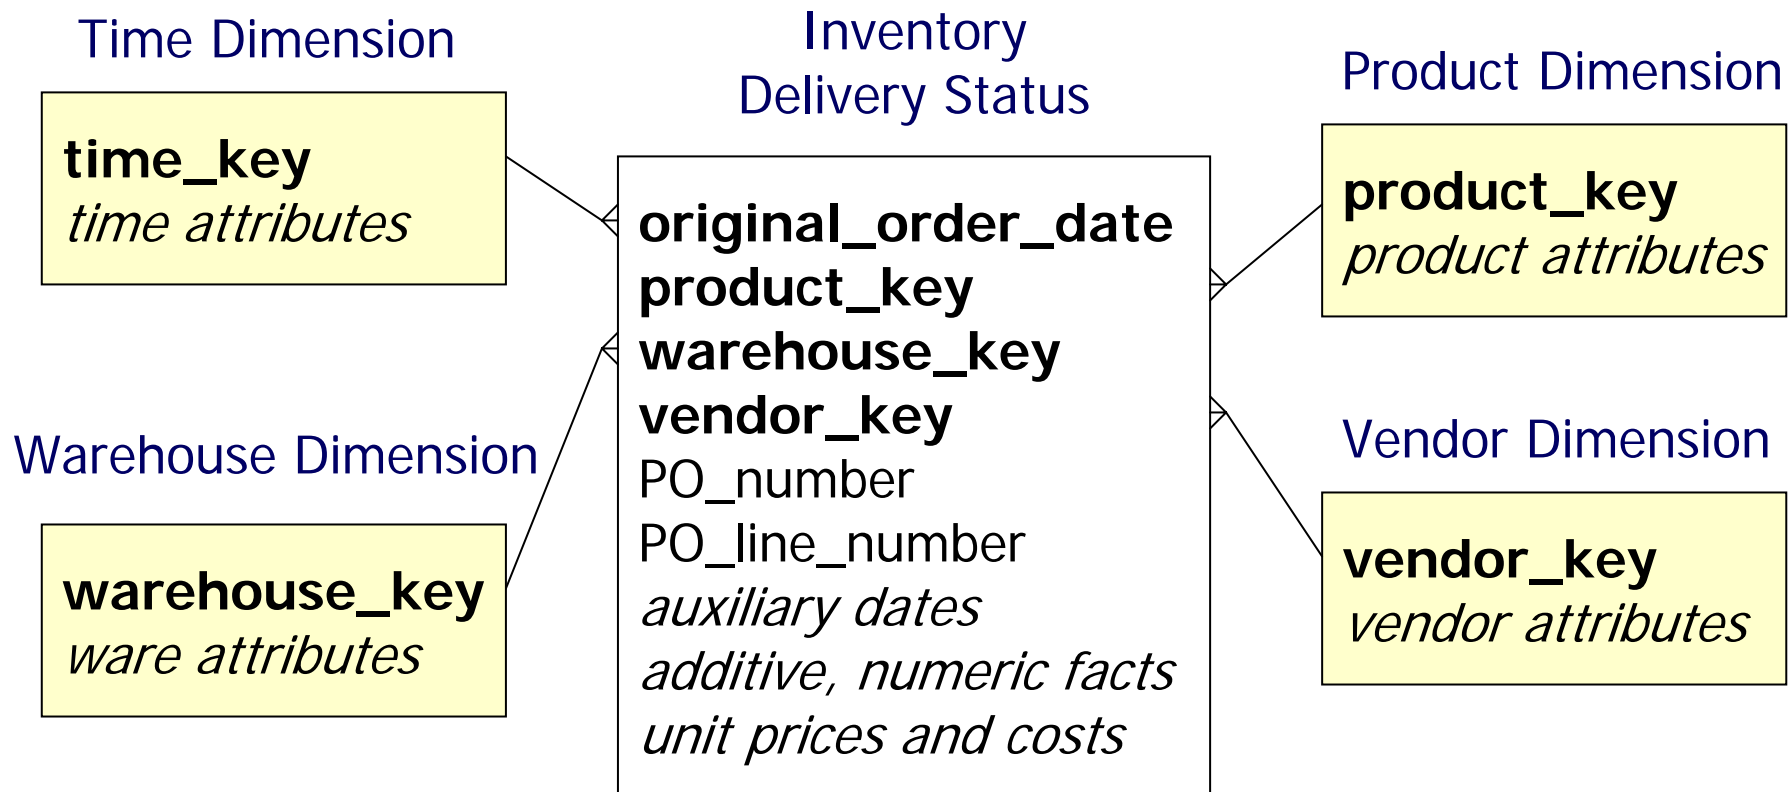 Time Dimension
time_key
time attributes
Warehouse Dimension
warehouse_key
ware attributes
Inventory
Delivery Status
original_order_date
product_key
warehouse_key
vendor_key
PO_number
PO_line_number
auxiliary dates
additive, numeric facts
unit prices and costs
Product Dimension
product_key
product attributes
Vendor Dimension
vendor_key
vendor attributes